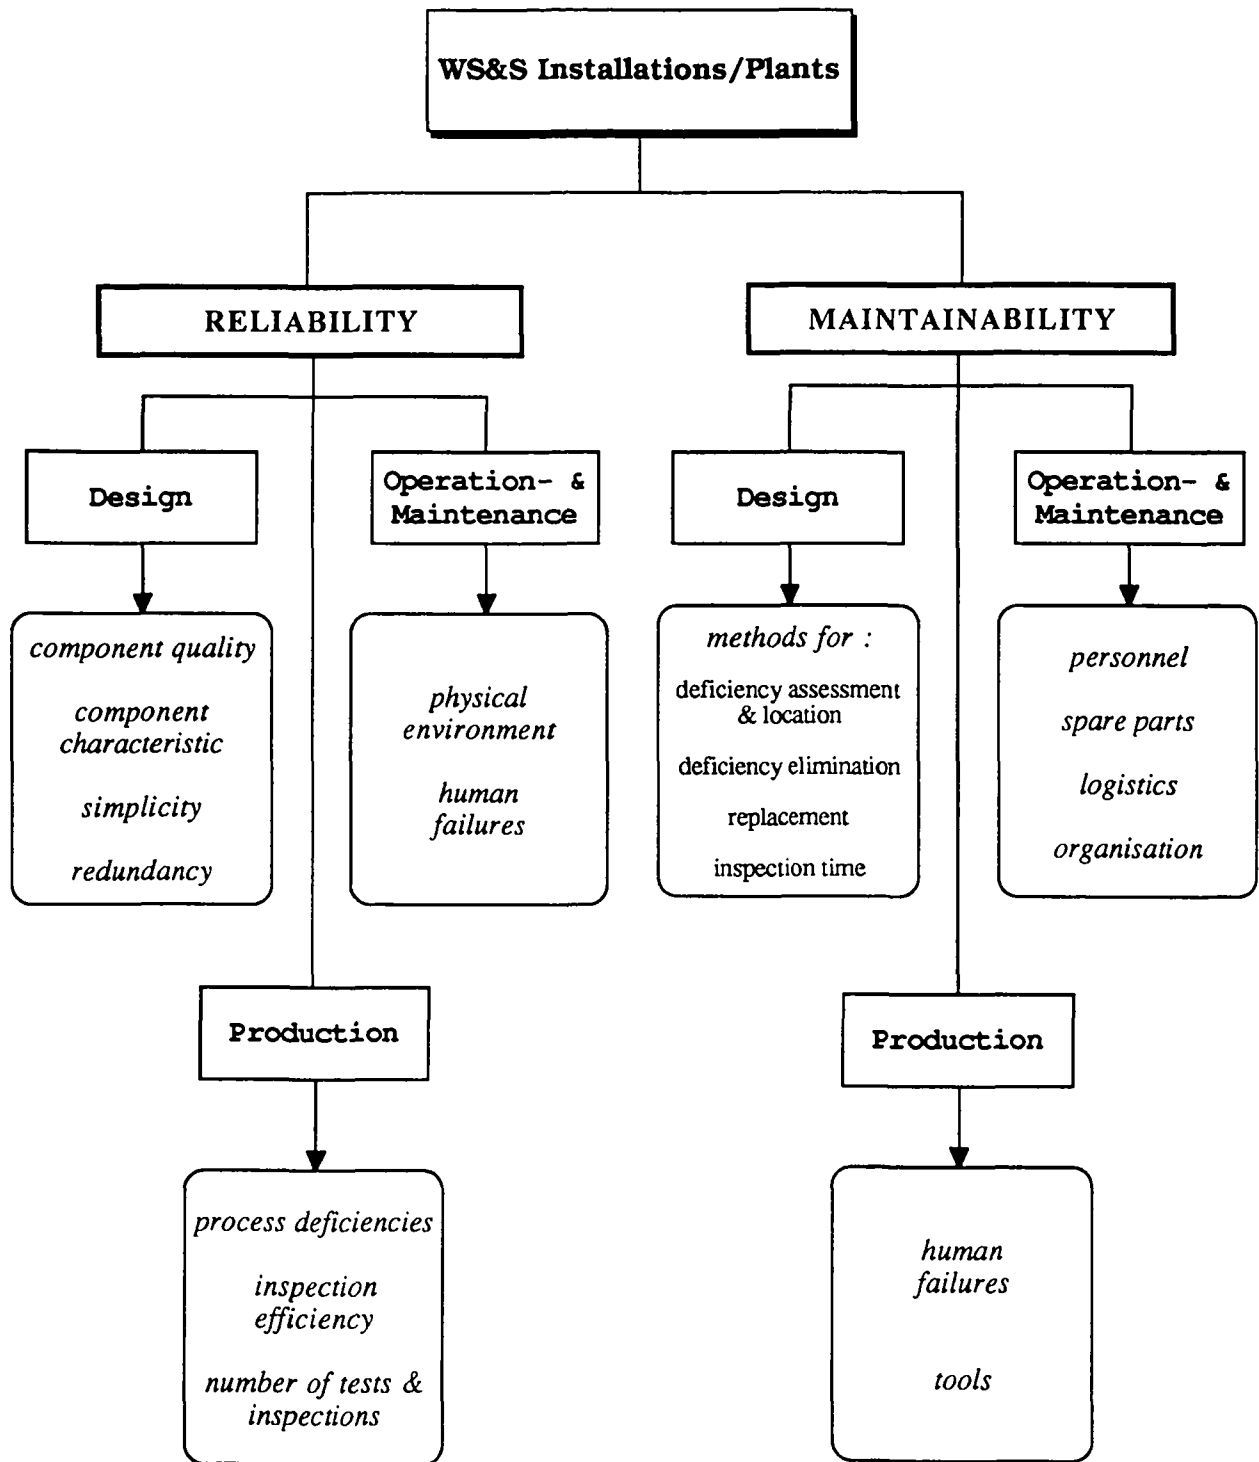 WS&S Installations/Plants
RELIABILITY
MAINTAINABILITY
Design
Operation- &
Maintenance
Design
Operation- &
Maintenance
component quality
component
characteristic
simplicity
redundancy
physical
environment
human
failures
methods for :
deficiency assessment
& location
deficiency elimination
replacement
inspection time
personnel
spare parts
logistics
organisation
Production
Production
process deficiencies
inspection
efficiency
number of tests &
inspections
human
failures
tools